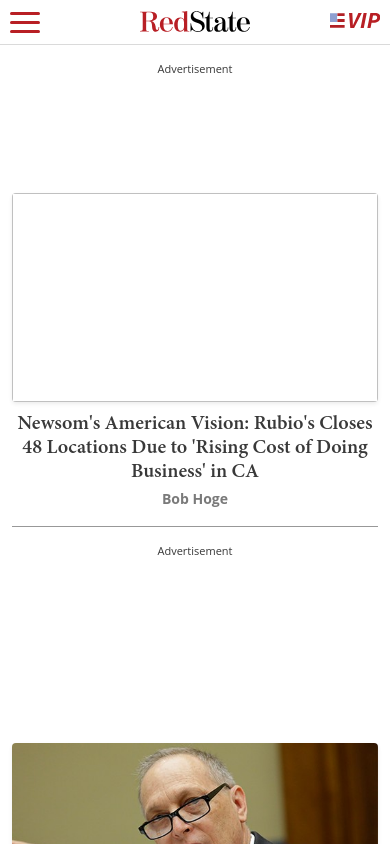 RedState
VIP
Advertisement
Newsom's American Vision: Rubio's Closes
48 Locations Due to 'Rising Cost of Doing
Business' in CA
Bob Hoge
Advertisement